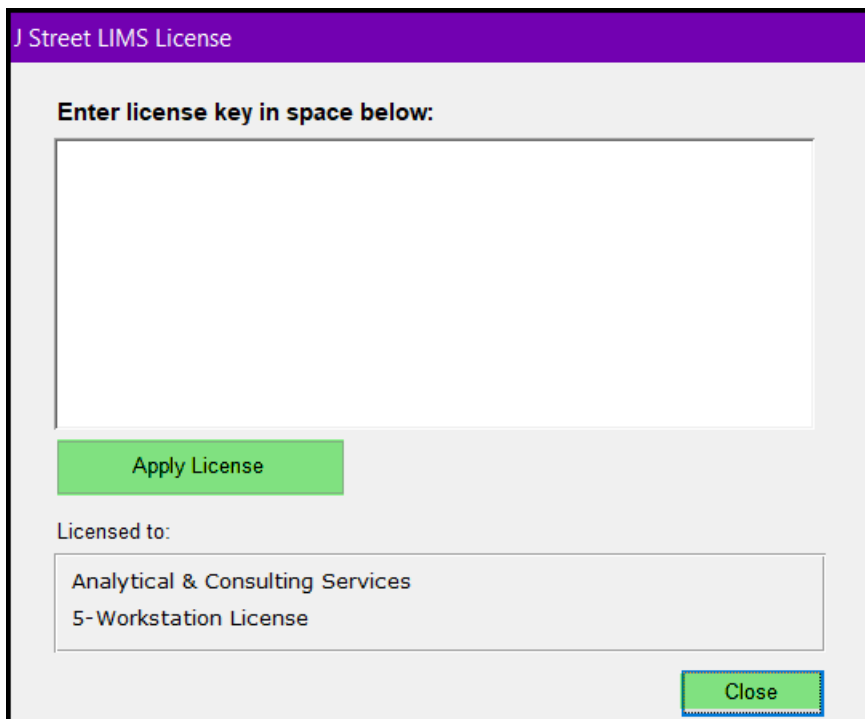 J Street LIMS License
Enter license key in space below:
Apply License
Licensed to:
Analytical & Consulting Services
5-Workstation License
Close